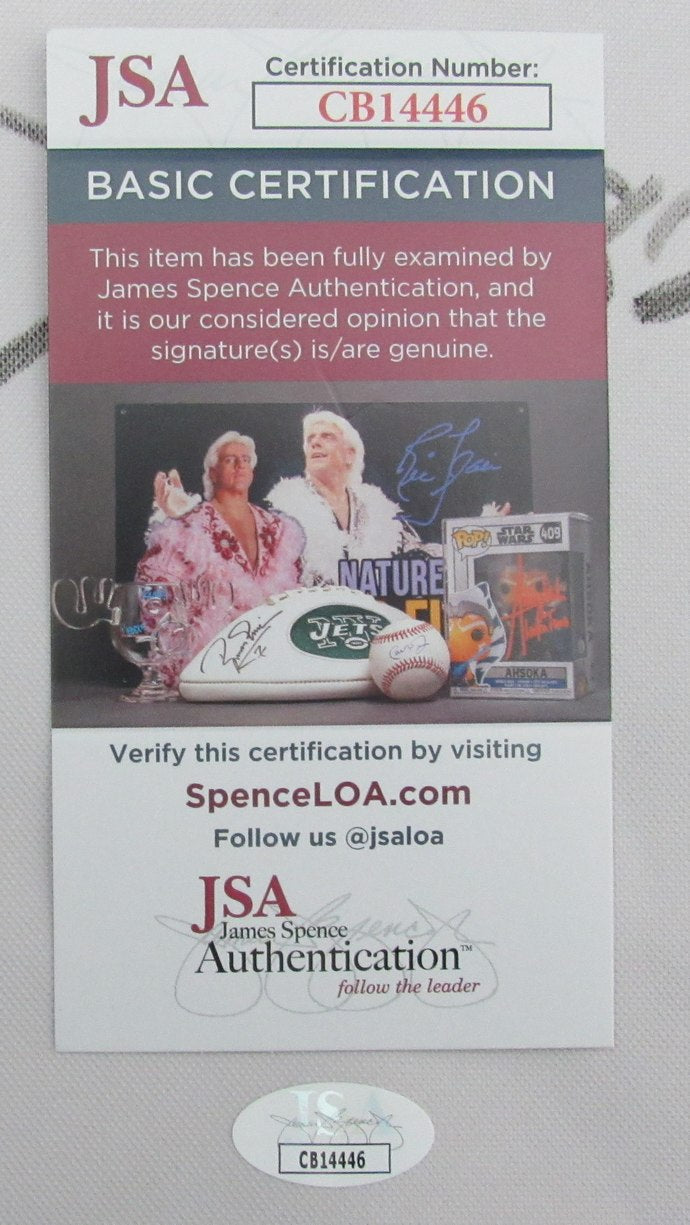 JSA
Certification Number:
CB14446
BASIC CERTIFICATION
This item has been fully examined by
James Spence Authentication, and
it is our considered opinion that the
signature(s) is/are genuine.
NATURE
JETS
POP!
STAR
WARS
409
AHSOKA
Verify this certification by visiting
SpenceLOA.com
Follow us @jsaloa
JSA
James Spence
Authentication™
follow the leader
JSA
CB14446